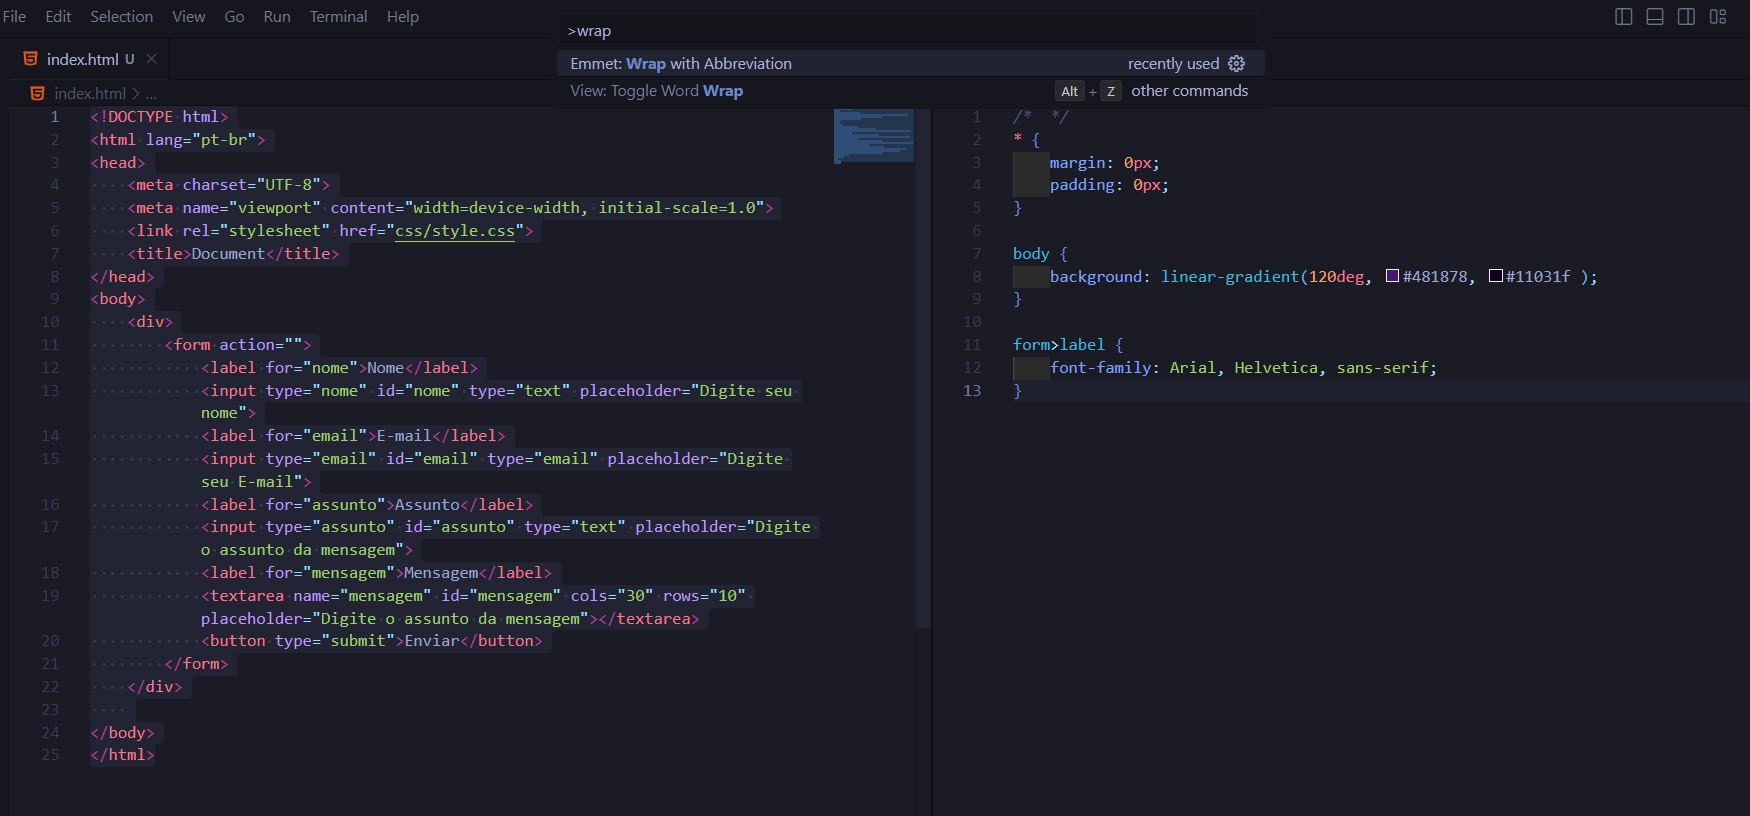 File Edit Selection View Go Run Terminal Help
>wrap
Emmet: Wrap with Abbreviation recently used
View: Toggle Word Wrap Alt + Z other commands
index.html U
index.html > ...
1 <!DOCTYPE html>
2 <html lang="pt-br">
3 <head>
4 <meta charset="UTF-8">
5 <meta name="viewport" content="width=device-width, initial-scale=1.0">
6 <link rel="stylesheet" href="css/style.css">
7 <title>Document</title>
8 </head>
9 <body>
10 <div>
11 <form action="">
12 <label for="nome">Nome</label>
13 <input type="nome" id="nome" type="text" placeholder="Digite seu
nome">
14 <label for="email">E-mail</label>
15 <input type="email" id="email" type="email" placeholder="Digite
seu E-mail">
16 <label for="assunto">Assunto</label>
17 <input type="assunto" id="assunto" type="text" placeholder="Digite
o assunto da mensagem">
18 <label for="mensagem">Mensagem</label>
19 <textarea name="mensagem" id="mensagem" cols="30" rows="10"
placeholder="Digite o assunto da mensagem"></textarea>
20 <button type="submit">Enviar</button>
21 </form>
22 </div>
23
24 </body>
25 </html>
1 /*  */
2 * {
3 margin: 0px;
4 padding: 0px;
5 }
6
7 body {
8 background: linear-gradient(120deg, #481878, #11031f );
9 }
10
11 form>label {
12 font-family: Arial, Helvetica, sans-serif;
13 }